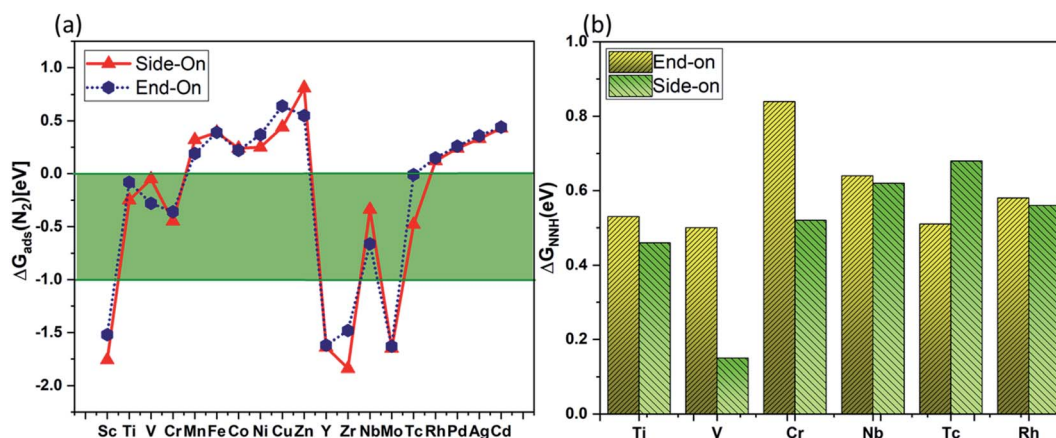 (a)
Side-On
End-On
ΔG_ads(N₂)[eV]
1.0
0.5
0.0
-0.5
-1.0
-1.5
-2.0
Sc Ti V Cr Mn Fe Co Ni Cu Zn Y Zr Nb Mo Tc Rh Pd Ag Cd
(b)
End-on
Side-on
ΔG_NNH(eV)
1.0
0.8
0.6
0.4
0.2
0.0
Ti V Cr Nb Tc Rh